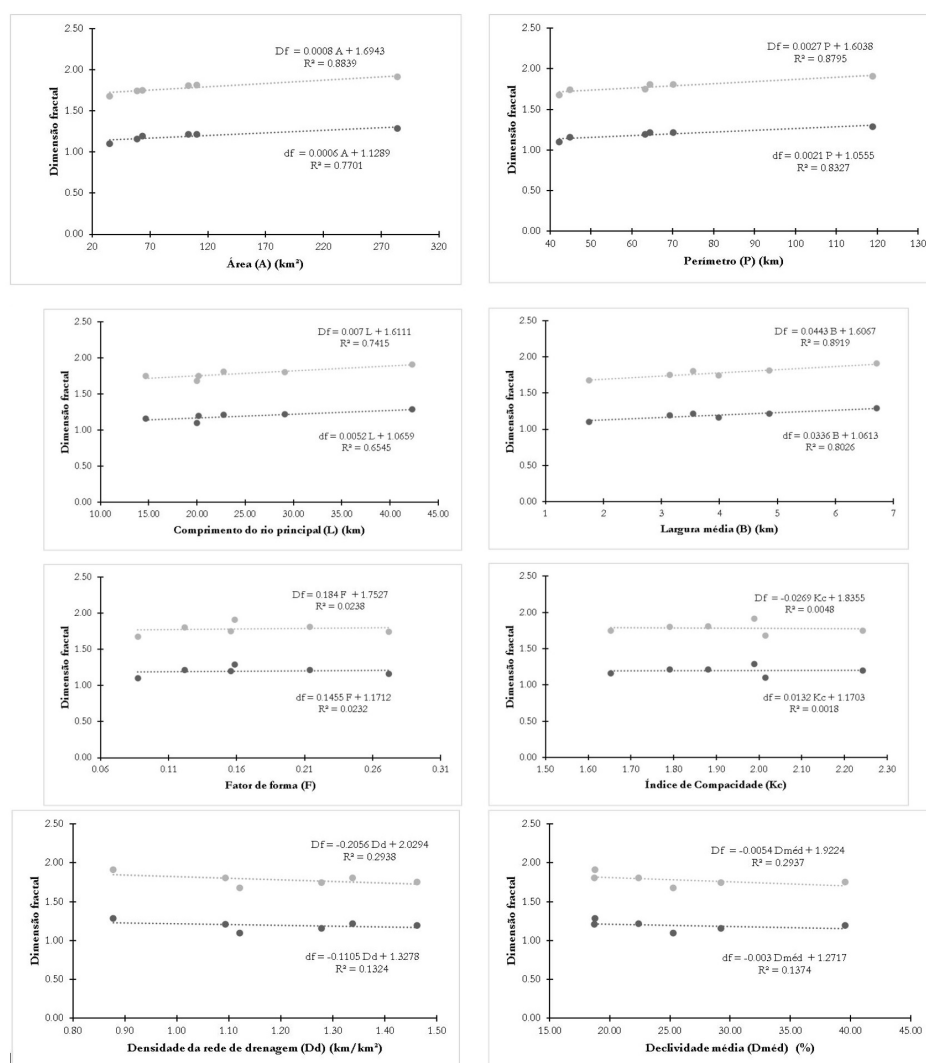 Dimensão fractal
2.50
2.00
1.50
1.00
0.50
0.00
Df = 0.0008 A + 1.6943
R² = 0.8839
df = 0.0006 A + 1.1289
R² = 0.7701
20 70 120 170 220 270 320
Área (A) (km²)
Dimensão fractal
2.50
2.00
1.50
1.00
0.50
0.00
Df = 0.0027 P + 1.6038
R² = 0.8795
df = 0.0021 P + 1.0555
R² = 0.8327
40 50 60 70 80 90 100 110 120 130
Perímetro (P) (km)
Dimensão fractal
2.50
2.00
1.50
1.00
0.50
0.00
Df = 0.007 L + 1.6111
R² = 0.7415
df = 0.0052 L + 1.0659
R² = 0.6545
10.00 15.00 20.00 25.00 30.00 35.00 40.00 45.00
Comprimento do rio principal (L) (km)
Dimensão fractal
2.50
2.00
1.50
1.00
0.50
0.00
Df = 0.0443 B + 1.6067
R² = 0.8919
df = 0.0336 B + 1.0613
R² = 0.8026
1 2 3 4 5 6 7
Largura média (B) (km)
Dimensão fractal
2.50
2.00
1.50
1.00
0.50
0.00
Df = 0.184 F + 1.7527
R² = 0.0238
df = 0.1455 F + 1.1712
R² = 0.0232
0.06 0.11 0.16 0.21 0.26 0.31
Fator de forma (F)
Dimensão fractal
2.50
2.00
1.50
1.00
0.50
0.00
Df = -0.0269 Kc + 1.8355
R² = 0.0048
df = 0.0132 Kc + 1.1703
R² = 0.0018
1.50 1.60 1.70 1.80 1.90 2.00 2.10 2.20 2.30
Índice de Compacidade (Kc)
Dimensão fractal
2.50
2.00
1.50
1.00
0.50
0.00
Df = -0.2056 Dd + 2.0294
R² = 0.2938
df = -0.1105 Dd + 1.3278
R² = 0.1324
0.80 0.90 1.00 1.10 1.20 1.30 1.40 1.50
Densidade da rede de drenagem (Dd) (km/km²)
Dimensão fractal
2.50
2.00
1.50
1.00
0.50
0.00
Df = -0.0054 Dméd + 1.9224
R² = 0.2937
df = -0.003 Dméd + 1.2717
R² = 0.1374
15.00 20.00 25.00 30.00 35.00 40.00 45.00
Declividade média (Dméd) (%)